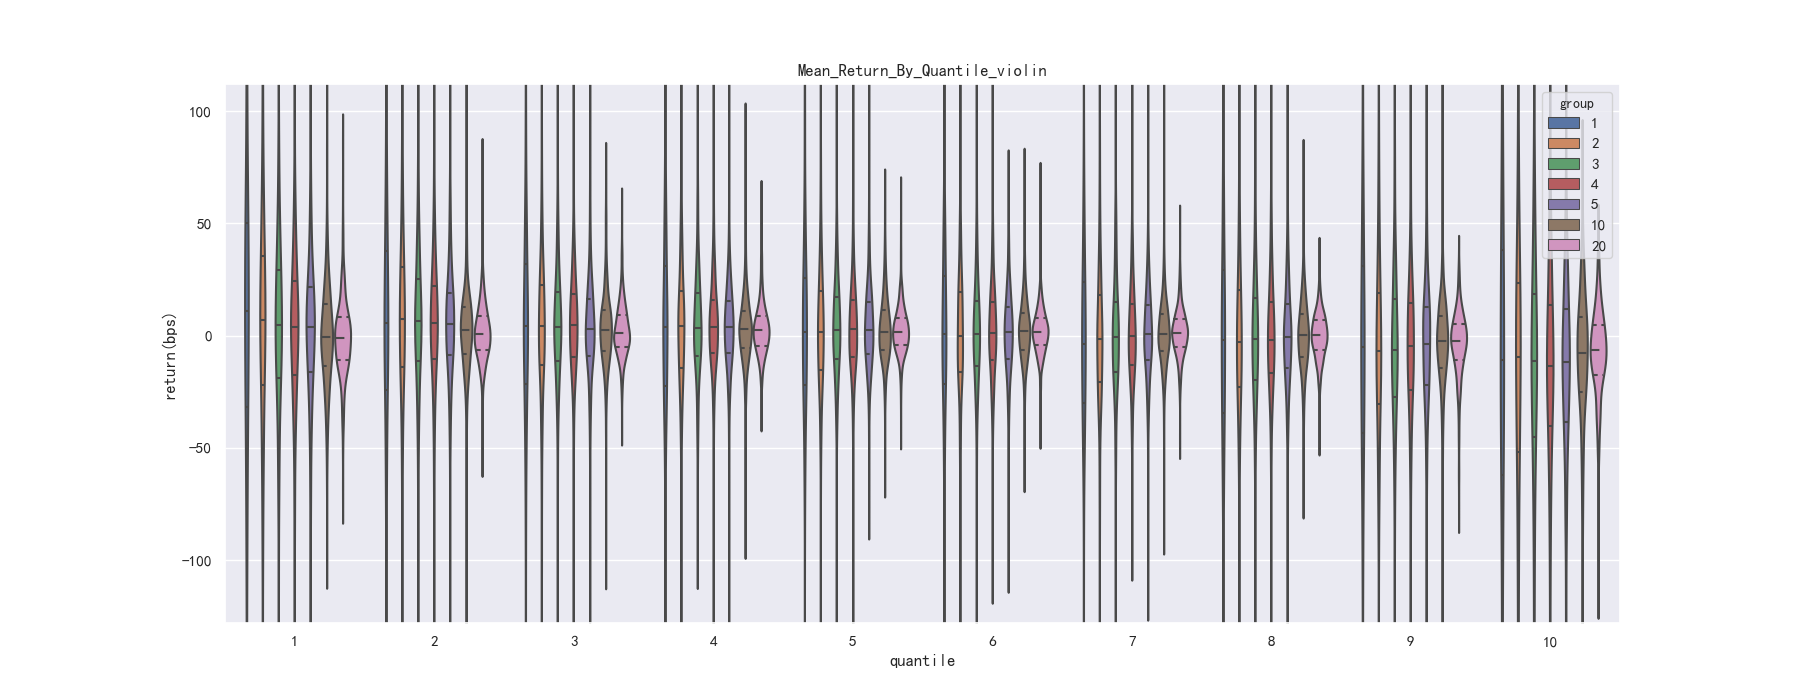 Mean_Return_By_Quantile_violin
100
50
0
−50
−100
return(bps)
1 2 3 4 5 6 7 8 9 10
quantile
group
1
2
3
4
5
10
20